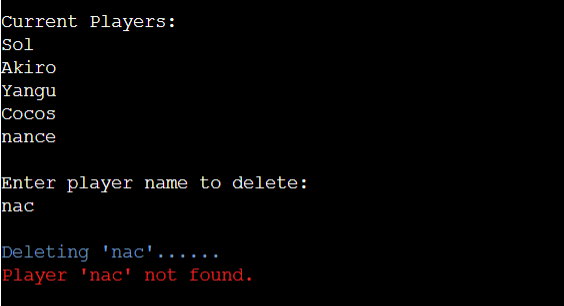 Current Players:
Sol
Akiro
Yangu
Cocos
nance
Enter player name to delete:
nac
Deleting 'nac'......
Player 'nac' not found.